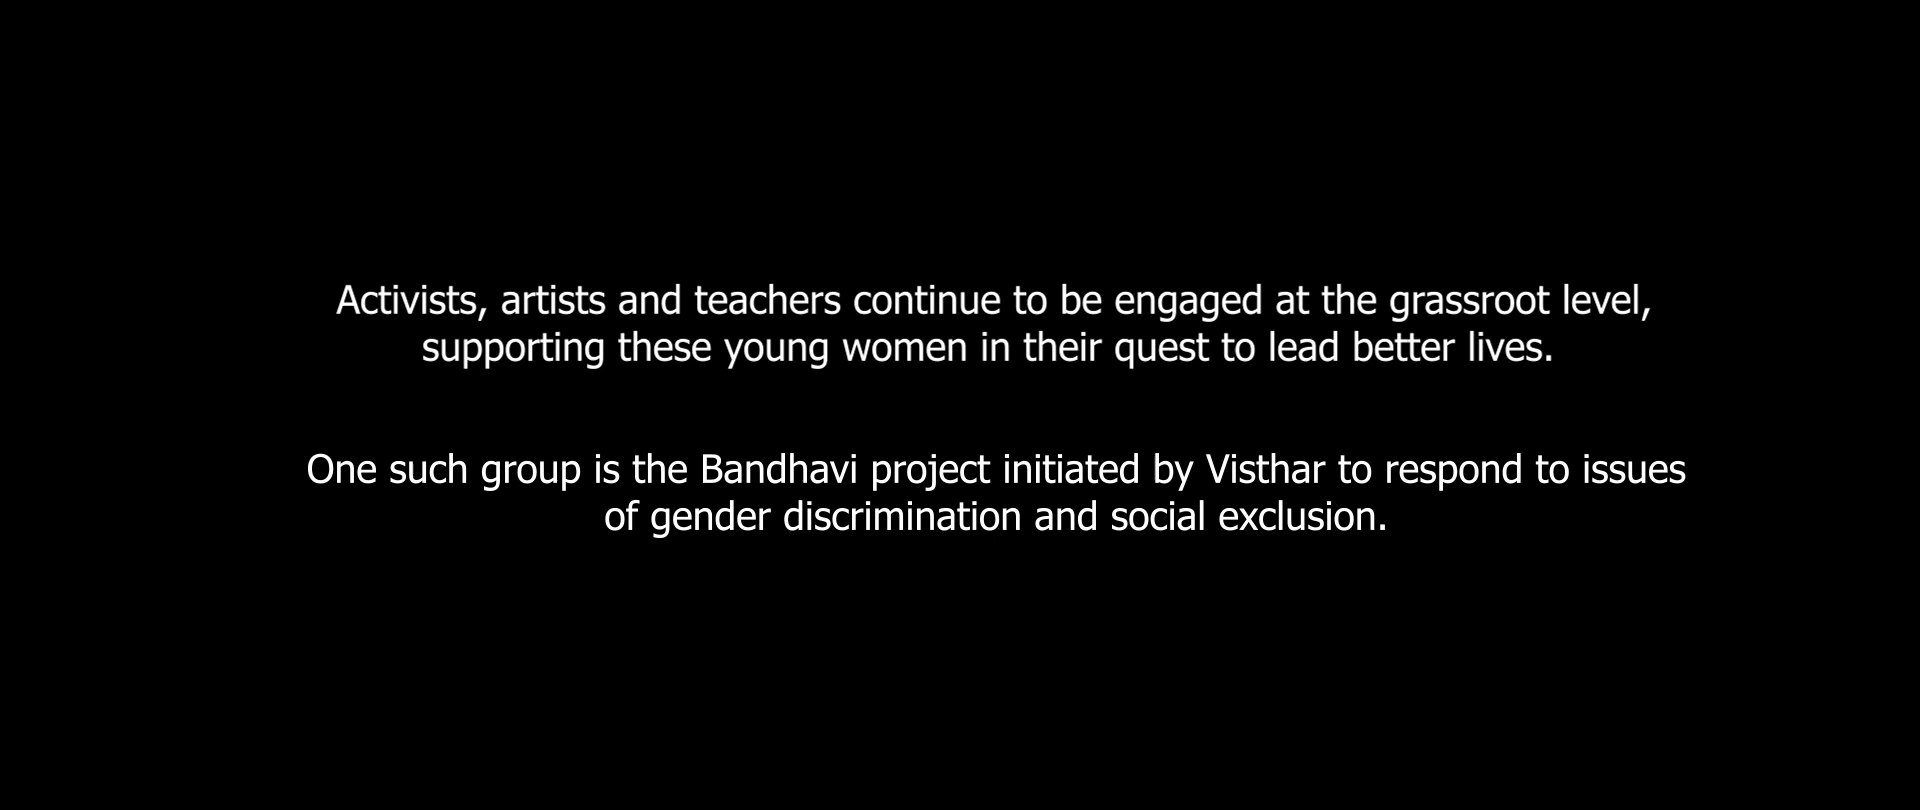 Activists, artists and teachers continue to be engaged at the grassroot level,
supporting these young women in their quest to lead better lives.
One such group is the Bandhavi project initiated by Visthar to respond to issues
of gender discrimination and social exclusion.